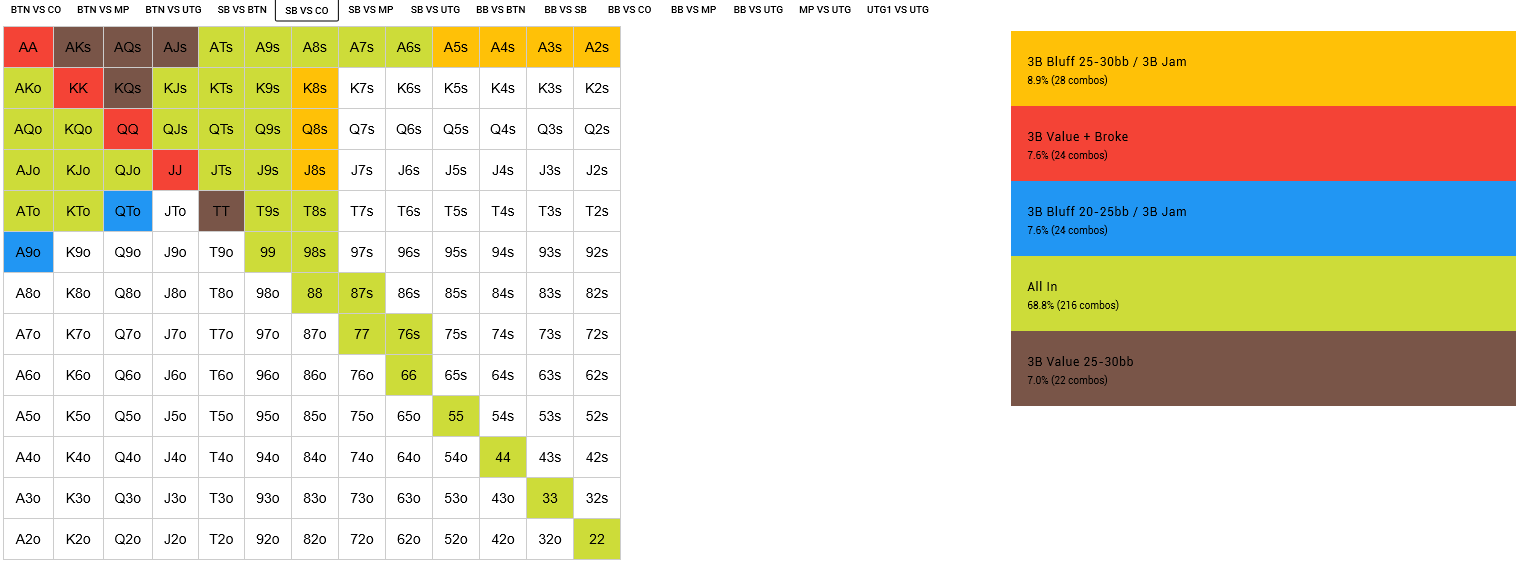 BTN VS CO BTN VS MP BTN VS UTG SB VS BTN SB VS CO SB VS MP SB VS UTG BB VS BTN BB VS SB BB VS CO BB VS MP BB VS UTG MP VS UTG UTG1 VS UTG
AA AKs AQs AJs ATs A9s A8s A7s A6s A5s A4s A3s A2s
AKo KK KQs KJs KTs K9s K8s K7s K6s K5s K4s K3s K2s
AQo KQo QQ QJs QTs Q9s Q8s Q7s Q6s Q5s Q4s Q3s Q2s
AJo KJo QJo JJ JTs J9s J8s J7s J6s J5s J4s J3s J2s
ATo KTo QTo JTo TT T9s T8s T7s T6s T5s T4s T3s T2s
A9o K9o Q9o J9o T9o 99 98s 97s 96s 95s 94s 93s 92s
A8o K8o Q8o J8o T8o 98o 88 87s 86s 85s 84s 83s 82s
A7o K7o Q7o J7o T7o 97o 87o 77 76s 75s 74s 73s 72s
A6o K6o Q6o J6o T6o 96o 86o 76o 66 65s 64s 63s 62s
A5o K5o Q5o J5o T5o 95o 85o 75o 65o 55 54s 53s 52s
A4o K4o Q4o J4o T4o 94o 84o 74o 64o 54o 44 43s 42s
A3o K3o Q3o J3o T3o 93o 83o 73o 63o 53o 43o 33 32s
A2o K2o Q2o J2o T2o 92o 82o 72o 62o 52o 42o 32o 22
3B Bluff 25-30bb / 3B Jam
8.9% (28 combos)
3B Value + Broke
7.6% (24 combos)
3B Bluff 20-25bb / 3B Jam
7.6% (24 combos)
All In
68.8% (216 combos)
3B Value 25-30bb
7.0% (22 combos)